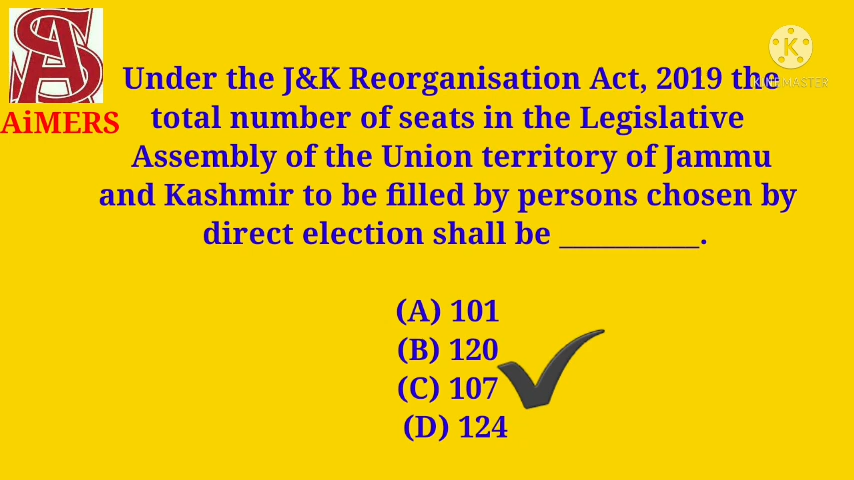 Under the J&K Reorganisation Act, 2019 the
total number of seats in the Legislative
Assembly of the Union territory of Jammu
and Kashmir to be filled by persons chosen by
direct election shall be __________.
(A) 101
(B) 120
(C) 107
(D) 124
AiMERS
K
KINEMASTER